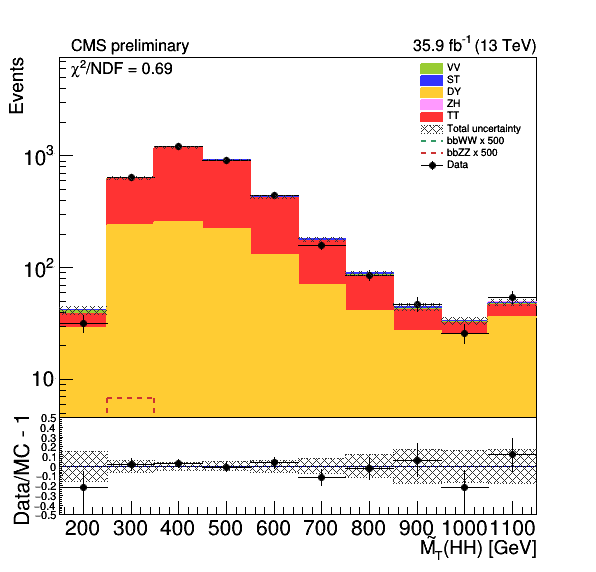 CMS preliminary 35.9 fb⁻¹ (13 TeV)
χ²/NDF = 0.69
Events
VV
ST
DY
ZH
TT
Total uncertainty
bbWW x 500
bbZZ x 500
Data
10³
10²
10
Data/MC - 1
0.5
0.4
0.3
0.2
0.1
0
−0.1
−0.2
−0.3
−0.4
−0.5
200 300 400 500 600 700 800 900 1000 1100
M̃_T(HH) [GeV]